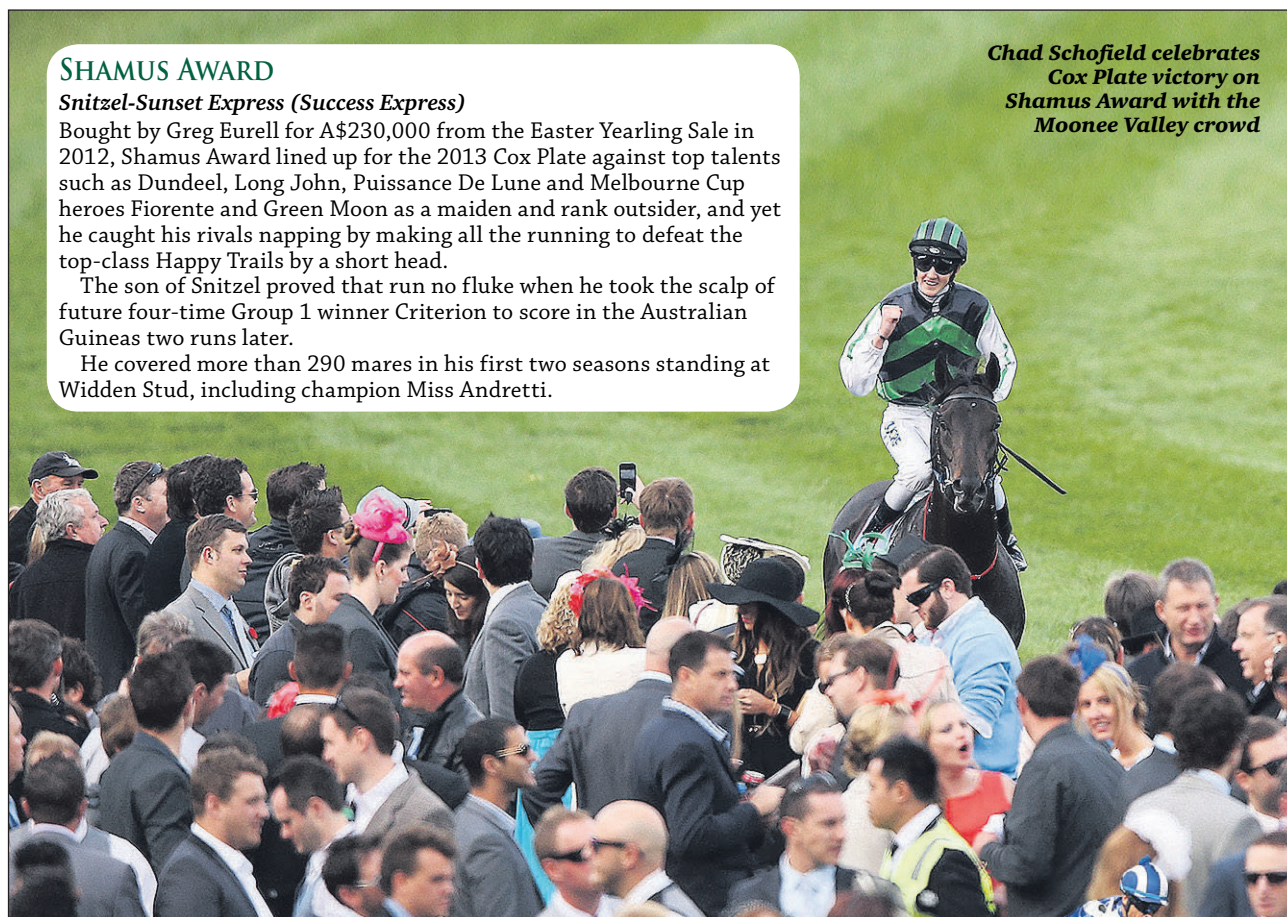 SHAMUS AWARD
Snitzel-Sunset Express (Success Express)
Bought by Greg Eurell for A$230,000 from the Easter Yearling Sale in
2012, Shamus Award lined up for the 2013 Cox Plate against top talents
such as Dundeel, Long John, Puissance De Lune and Melbourne Cup
heroes Fiorente and Green Moon as a maiden and rank outsider, and yet
he caught his rivals napping by making all the running to defeat the
top-class Happy Trails by a short head.
The son of Snitzel proved that run no fluke when he took the scalp of
future four-time Group 1 winner Criterion to score in the Australian
Guineas two runs later.
He covered more than 290 mares in his first two seasons standing at
Widden Stud, including champion Miss Andretti.
Chad Schofield celebrates
Cox Plate victory on
Shamus Award with the
Moonee Valley crowd